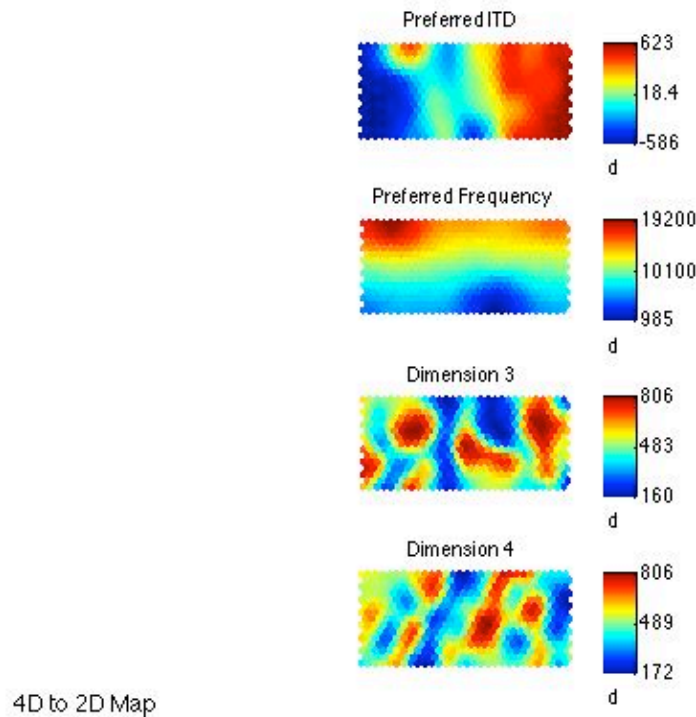 Preferred ITD
623
18.4
-586
d
Preferred Frequency
19200
10100
985
d
Dimension 3
806
483
160
d
Dimension 4
806
489
172
d
4D to 2D Map